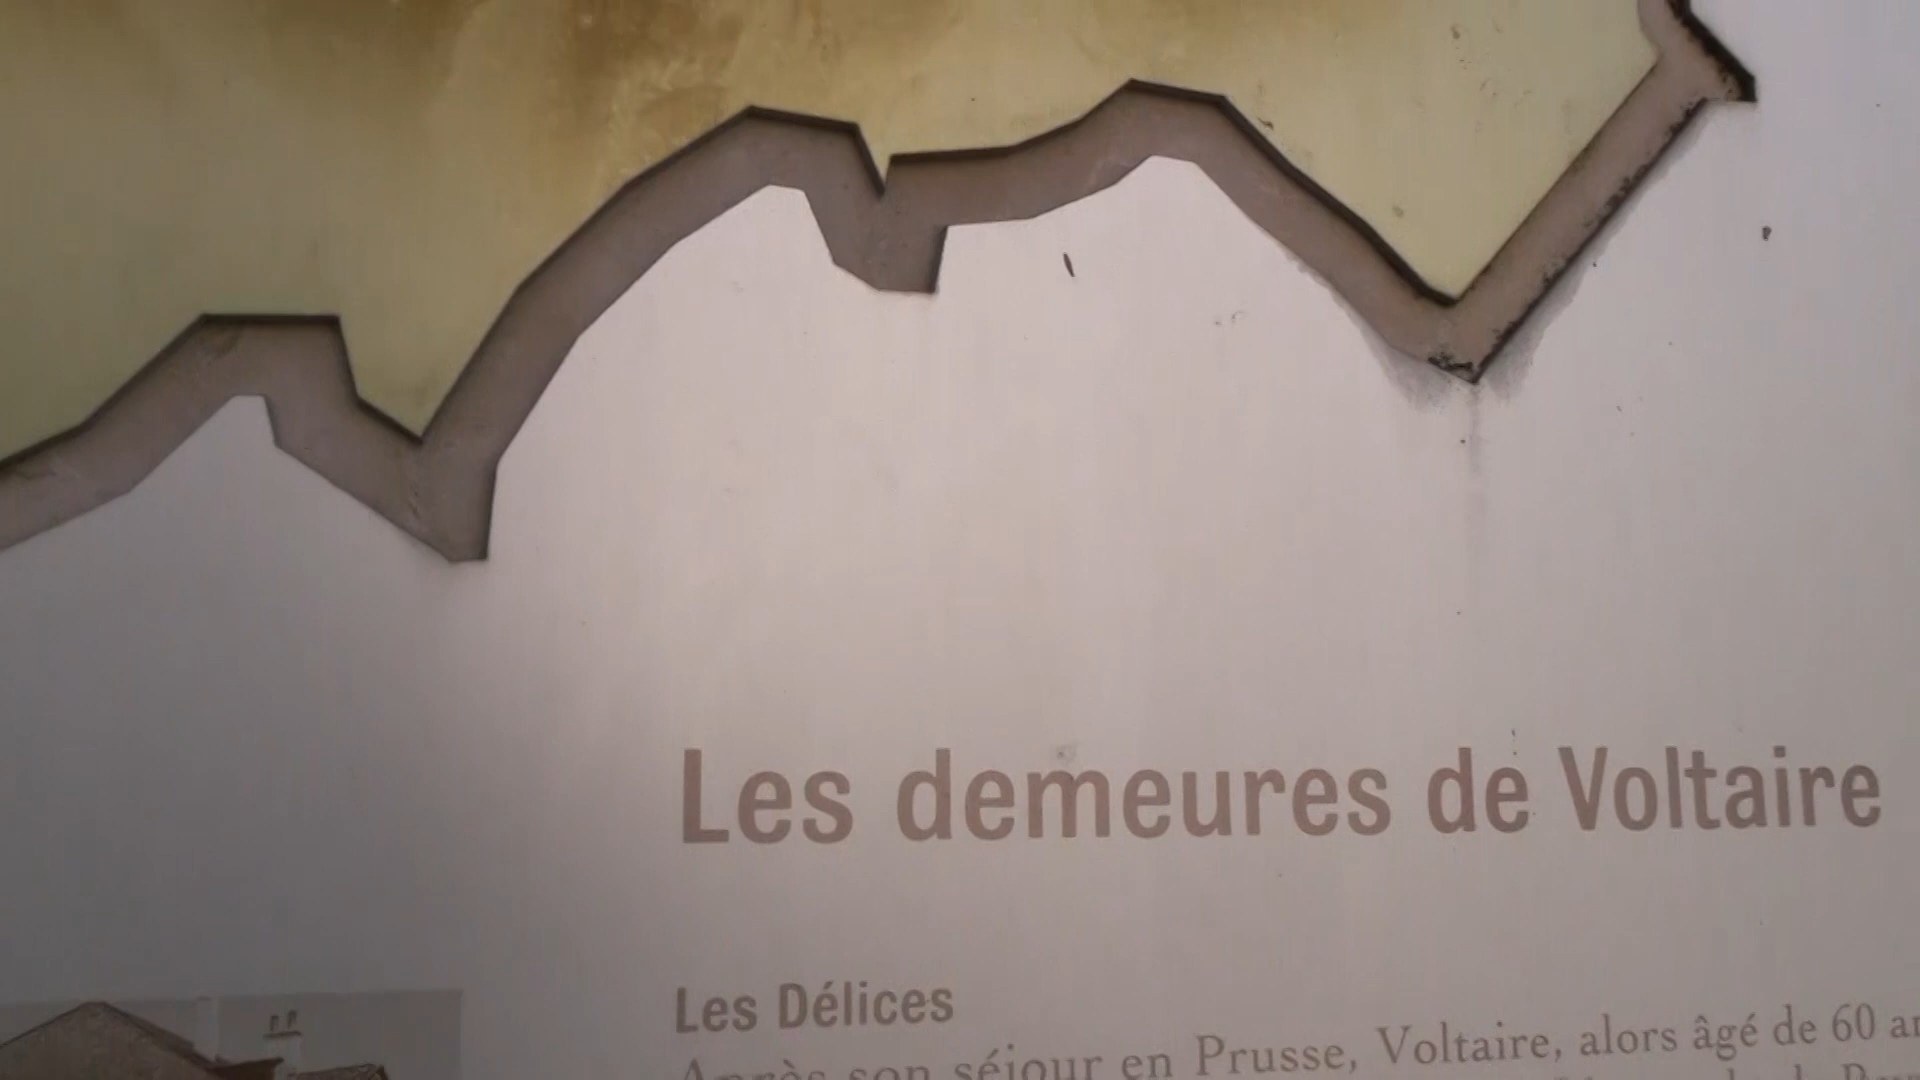 Les demeures de Voltaire
Les Délices
Après son séjour en Prusse, Voltaire, alors âgé de 60